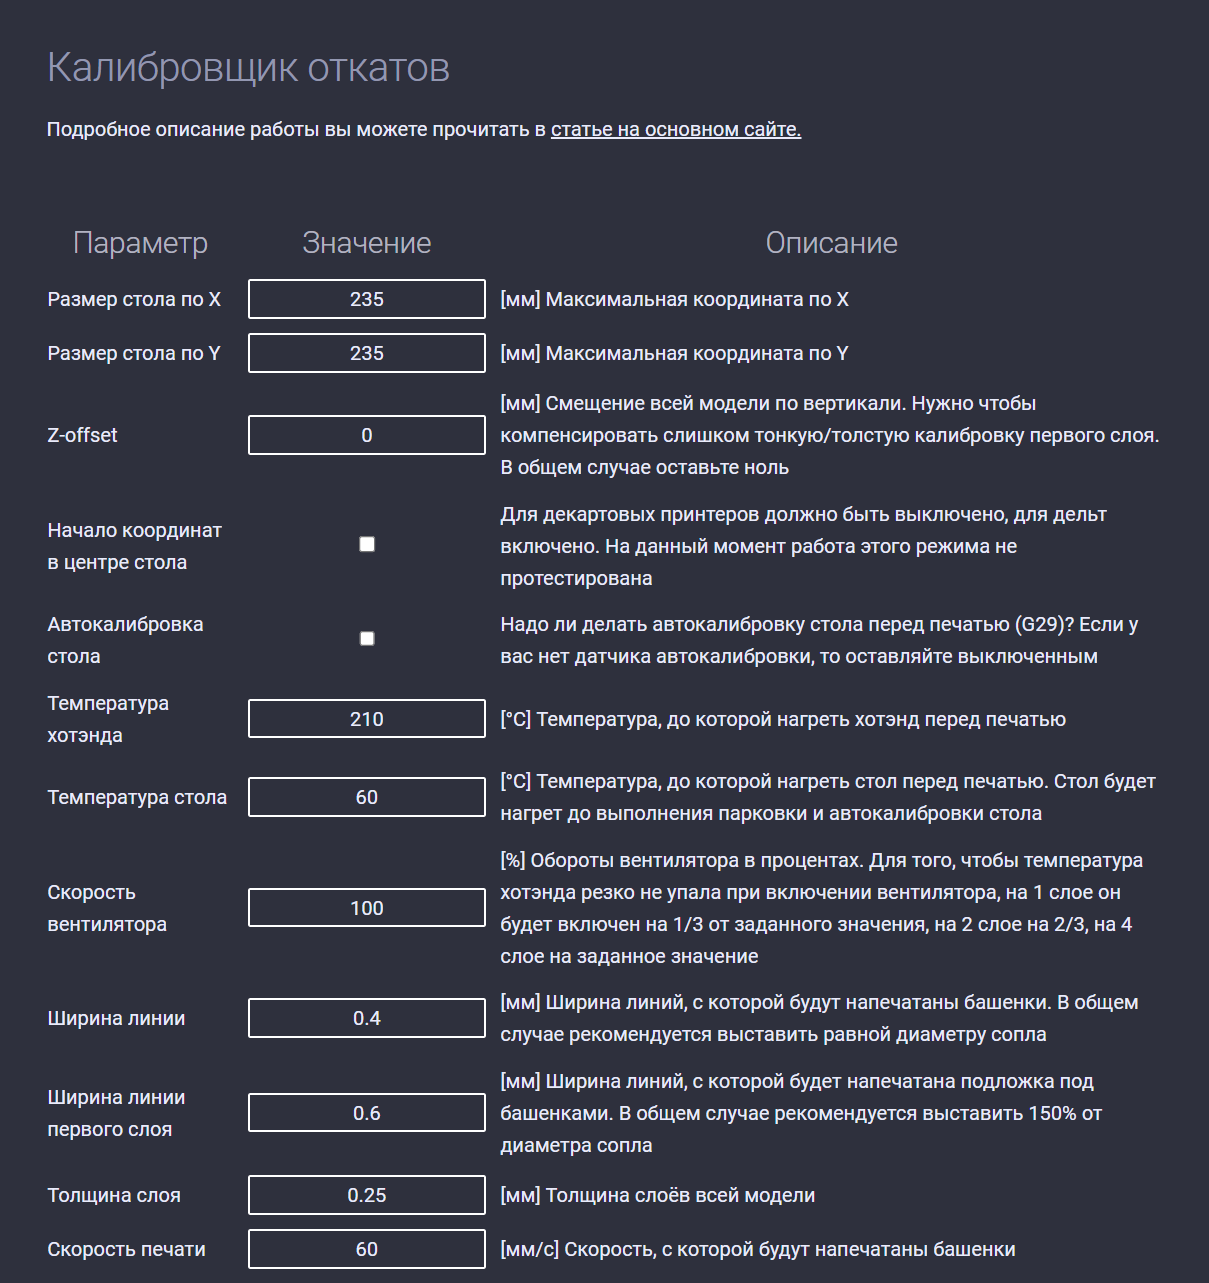 Калибровщик откатов
Подробное описание работы вы можете прочитать в статье на основном сайте.
Параметр Значение Описание
Размер стола по X 235 [мм] Максимальная координата по X
Размер стола по Y 235 [мм] Максимальная координата по Y
Z-offset 0 [мм] Смещение всей модели по вертикали. Нужно чтобы
компенсировать слишком тонкую/толстую калибровку первого слоя.
В общем случае оставьте ноль
Начало координат
в центре стола
Для декартовых принтеров должно быть выключено, для дельт
включено. На данный момент работа этого режима не
протестирована
Автокалибровка
стола
Надо ли делать автокалибровку стола перед печатью (G29)? Если у
вас нет датчика автокалибровки, то оставляйте выключенным
Температура
хотэнда
210
[°C] Температура, до которой нагреть хотэнд перед печатью
Температура стола 60 [°C] Температура, до которой нагреть стол перед печатью. Стол будет
нагрет до выполнения парковки и автокалибровки стола
Скорость
вентилятора
100
[%] Обороты вентилятора в процентах. Для того, чтобы температура
хотэнда резко не упала при включении вентилятора, на 1 слое он
будет включен на 1/3 от заданного значения, на 2 слое на 2/3, на 4
слое на заданное значение
Ширина линии 0.4 [мм] Ширина линий, с которой будут напечатаны башенки. В общем
случае рекомендуется выставить равной диаметру сопла
Ширина линии
первого слоя
0.6
[мм] Ширина линий, с которой будет напечатана подложка под
башенками. В общем случае рекомендуется выставить 150% от
диаметра сопла
Толщина слоя 0.25 [мм] Толщина слоёв всей модели
Скорость печати 60 [мм/с] Скорость, с которой будут напечатаны башенки